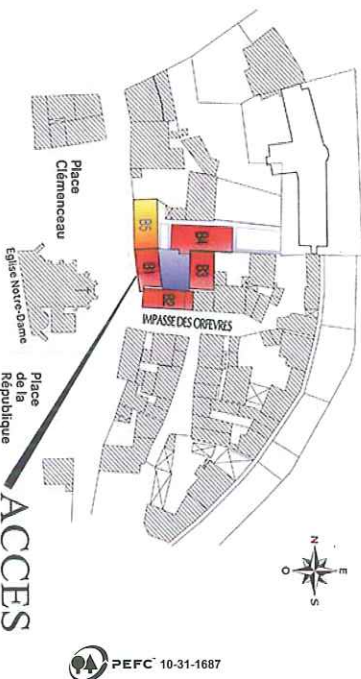 B5
B4
B1
B3
B2
IMPASSE DES ORFEVRES
Place
Clémenceau
Eglise Notre-Dame
Place
de la
République
ACCES
N
E
S
O
PEFC 10-31-1687